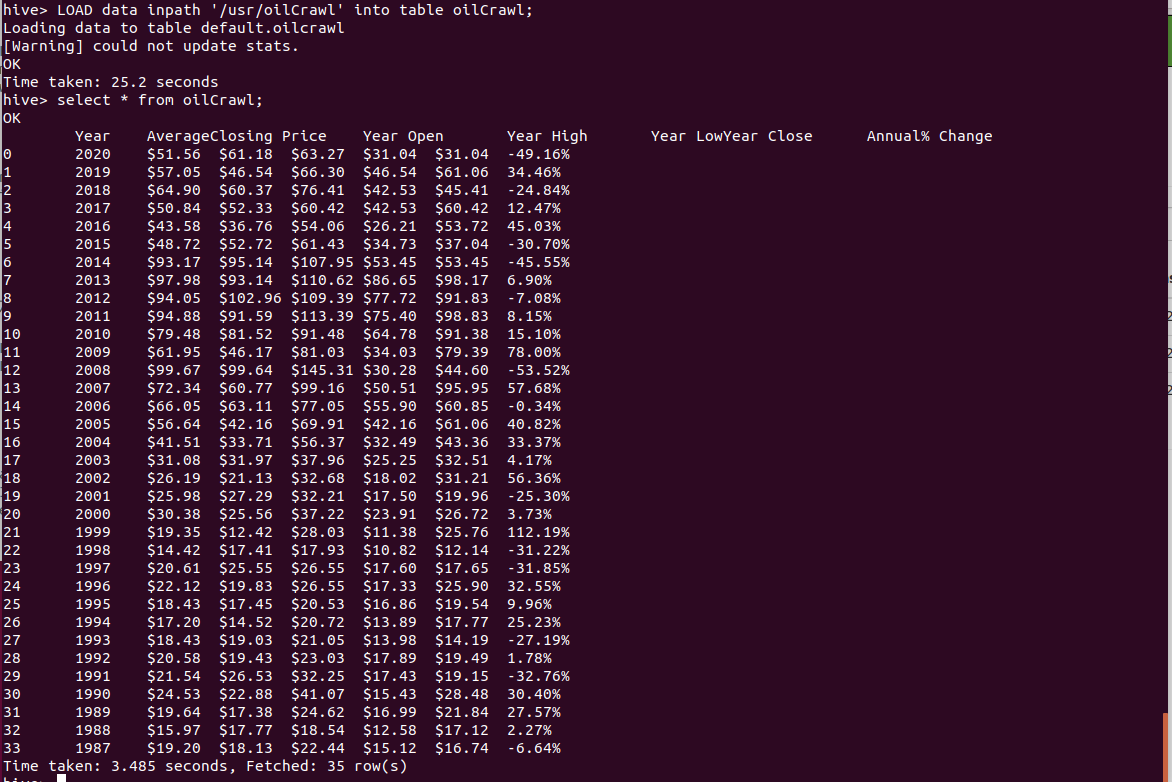 hive> LOAD data inpath '/usr/oilCrawl' into table oilCrawl;
Loading data to table default.oilcrawl
[Warning] could not update stats.
OK
Time taken: 25.2 seconds
hive> select * from oilCrawl;
OK
Year AverageClosing Price Year Open Year High Year LowYear Close Annual% Change
0 2020 $51.56 $61.18 $63.27 $31.04 $31.04 -49.16%
1 2019 $57.05 $46.54 $66.30 $46.54 $61.06 34.46%
2 2018 $64.90 $60.37 $76.41 $42.53 $45.41 -24.84%
3 2017 $50.84 $52.33 $60.42 $42.53 $60.42 12.47%
4 2016 $43.58 $36.76 $54.06 $26.21 $53.72 45.03%
5 2015 $48.72 $52.72 $61.43 $34.73 $37.04 -30.70%
6 2014 $93.17 $95.14 $107.95 $53.45 $53.45 -45.55%
7 2013 $97.98 $93.14 $110.62 $86.65 $98.17 6.90%
8 2012 $94.05 $102.96 $109.39 $77.72 $91.83 -7.08%
9 2011 $94.88 $91.59 $113.39 $75.40 $98.83 8.15%
10 2010 $79.48 $81.52 $91.48 $64.78 $91.38 15.10%
11 2009 $61.95 $46.17 $81.03 $34.03 $79.39 78.00%
12 2008 $99.67 $99.64 $145.31 $30.28 $44.60 -53.52%
13 2007 $72.34 $60.77 $99.16 $50.51 $95.95 57.68%
14 2006 $66.05 $63.11 $77.05 $55.90 $60.85 -0.34%
15 2005 $56.64 $42.16 $69.91 $42.16 $61.06 40.82%
16 2004 $41.51 $33.71 $56.37 $32.49 $43.36 33.37%
17 2003 $31.08 $31.97 $37.96 $25.25 $32.51 4.17%
18 2002 $26.19 $21.13 $32.68 $18.02 $31.21 56.36%
19 2001 $25.98 $27.29 $32.21 $17.50 $19.96 -25.30%
20 2000 $30.38 $25.56 $37.22 $23.91 $26.72 3.73%
21 1999 $19.35 $12.42 $28.03 $11.38 $25.76 112.19%
22 1998 $14.42 $17.41 $17.93 $10.82 $12.14 -31.22%
23 1997 $20.61 $25.55 $26.55 $17.60 $17.65 -31.85%
24 1996 $22.12 $19.83 $26.55 $17.33 $25.90 32.55%
25 1995 $18.43 $17.45 $20.53 $16.86 $19.54 9.96%
26 1994 $17.20 $14.52 $20.72 $13.89 $17.77 25.23%
27 1993 $18.43 $19.03 $21.05 $13.98 $14.19 -27.19%
28 1992 $20.58 $19.43 $23.03 $17.89 $19.49 1.78%
29 1991 $21.54 $26.53 $32.25 $17.43 $19.15 -32.76%
30 1990 $24.53 $22.88 $41.07 $15.43 $28.48 30.40%
31 1989 $19.64 $17.38 $24.62 $16.99 $21.84 27.57%
32 1988 $15.97 $17.77 $18.54 $12.58 $17.12 2.27%
33 1987 $19.20 $18.13 $22.44 $15.12 $16.74 -6.64%
Time taken: 3.485 seconds, Fetched: 35 row(s)
hive>